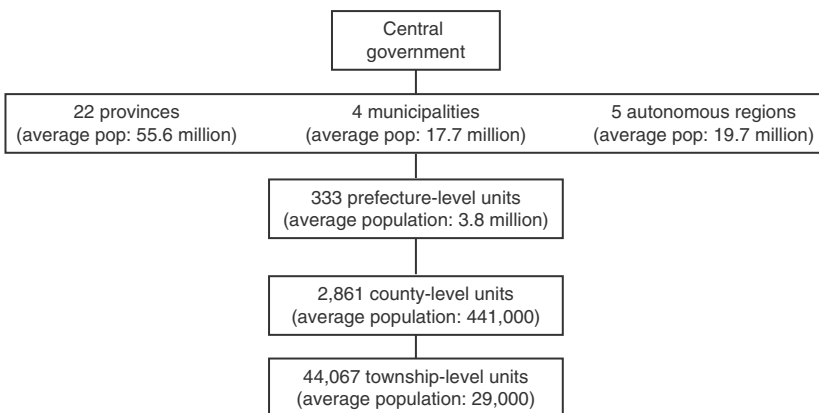 Central
government
22 provinces
(average pop: 55.6 million)
4 municipalities
(average pop: 17.7 million)
5 autonomous regions
(average pop: 19.7 million)
333 prefecture-level units
(average population: 3.8 million)
2,861 county-level units
(average population: 441,000)
44,067 township-level units
(average population: 29,000)